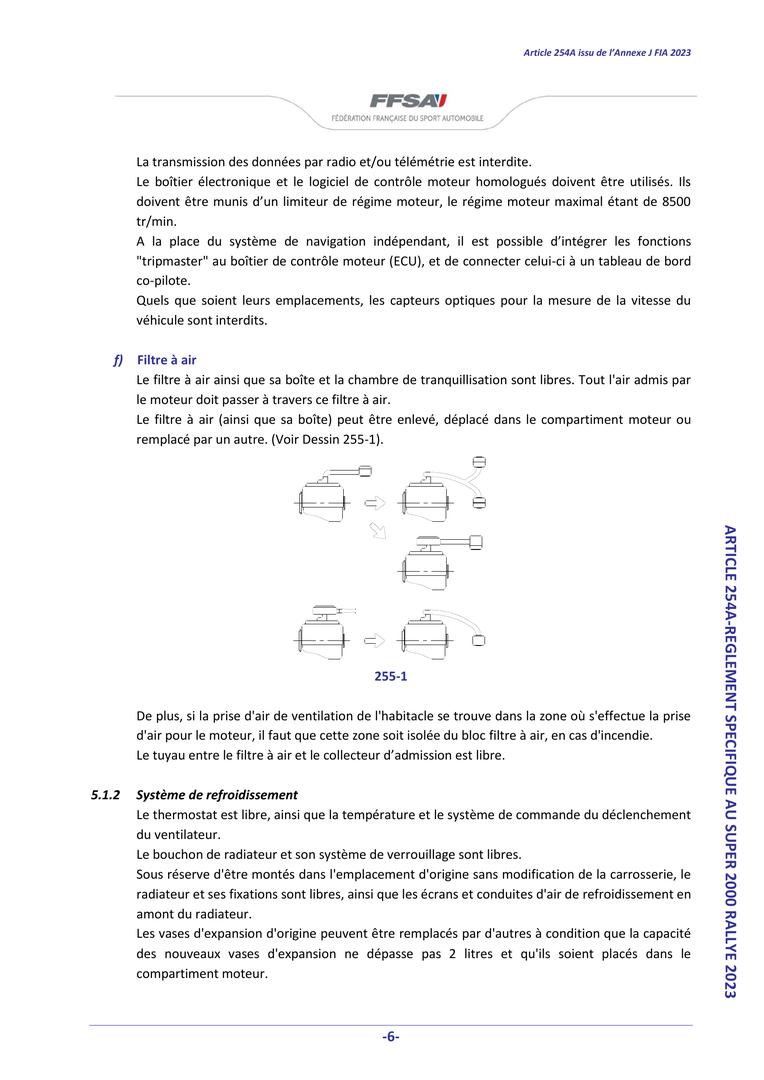 Article 254A issu de l’Annexe J FIA 2023
FFSA
FÉDÉRATION FRANÇAISE DU SPORT AUTOMOBILE
La transmission des données par radio et/ou télémétrie est interdite.
Le boîtier électronique et le logiciel de contrôle moteur homologués doivent être utilisés. Ils
doivent être munis d’un limiteur de régime moteur, le régime moteur maximal étant de 8500
tr/min.
A la place du système de navigation indépendant, il est possible d’intégrer les fonctions
"tripmaster" au boîtier de contrôle moteur (ECU), et de connecter celui-ci à un tableau de bord
co-pilote.
Quels que soient leurs emplacements, les capteurs optiques pour la mesure de la vitesse du
véhicule sont interdits.
f) Filtre à air
Le filtre à air ainsi que sa boîte et la chambre de tranquillisation sont libres. Tout l'air admis par
le moteur doit passer à travers ce filtre à air.
Le filtre à air (ainsi que sa boîte) peut être enlevé, déplacé dans le compartiment moteur ou
remplacé par un autre. (Voir Dessin 255-1).
255-1
De plus, si la prise d'air de ventilation de l'habitacle se trouve dans la zone où s'effectue la prise
d'air pour le moteur, il faut que cette zone soit isolée du bloc filtre à air, en cas d'incendie.
Le tuyau entre le filtre à air et le collecteur d’admission est libre.
5.1.2 Système de refroidissement
Le thermostat est libre, ainsi que la température et le système de commande du déclenchement
du ventilateur.
Le bouchon de radiateur et son système de verrouillage sont libres.
Sous réserve d'être montés dans l'emplacement d'origine sans modification de la carrosserie, le
radiateur et ses fixations sont libres, ainsi que les écrans et conduites d'air de refroidissement en
amont du radiateur.
Les vases d'expansion d'origine peuvent être remplacés par d'autres à condition que la capacité
des nouveaux vases d'expansion ne dépasse pas 2 litres et qu'ils soient placés dans le
compartiment moteur.
ARTICLE 254A-REGLEMENT SPECIFIQUE AU SUPER 2000 RALLYE 2023
-6-